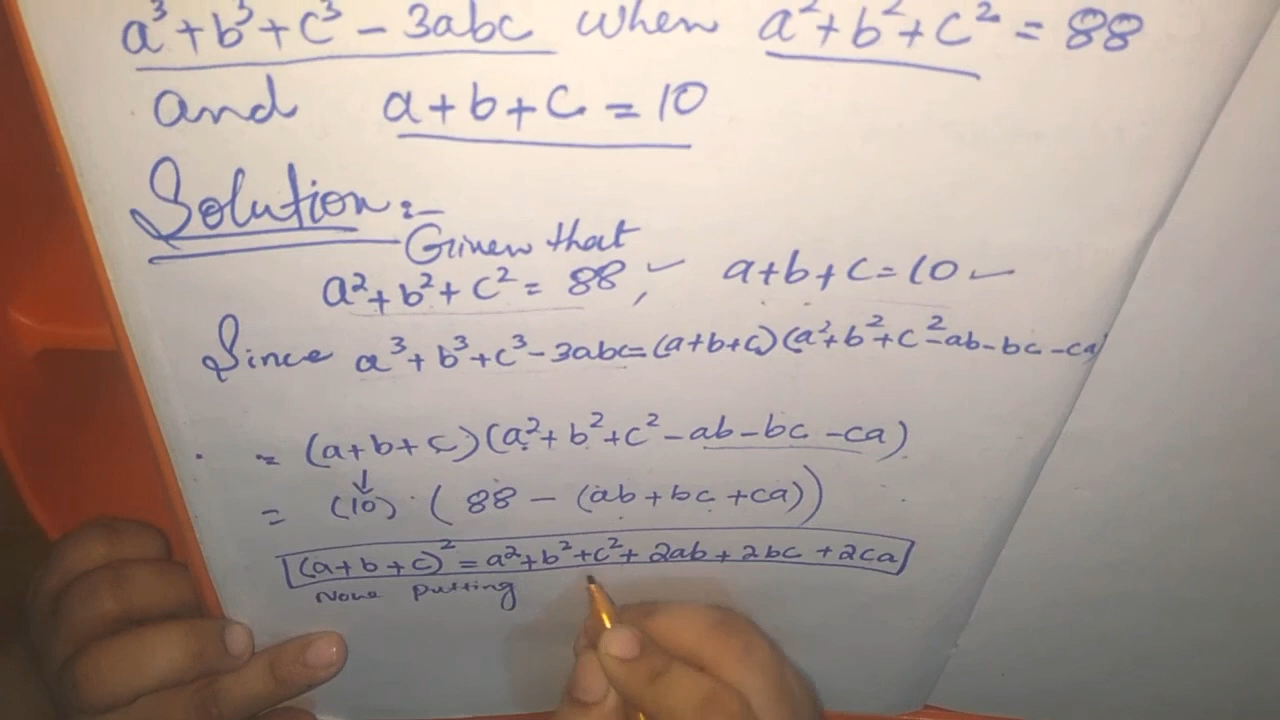 a³+b³+c³-3abc when a²+b²+c² = 88
and a+b+c = 10
Solution:-
Given that
a²+b²+c² = 88, a+b+c = 10
Since a³+b³+c³-3abc=(a+b+c)(a²+b²+c²-ab-bc-ca)
= (a+b+c)(a²+b²+c²-ab-bc-ca)
= (10).(88-(ab+bc+ca))
(a+b+c)² = a²+b²+c²+2ab+2bc+2ca
putting